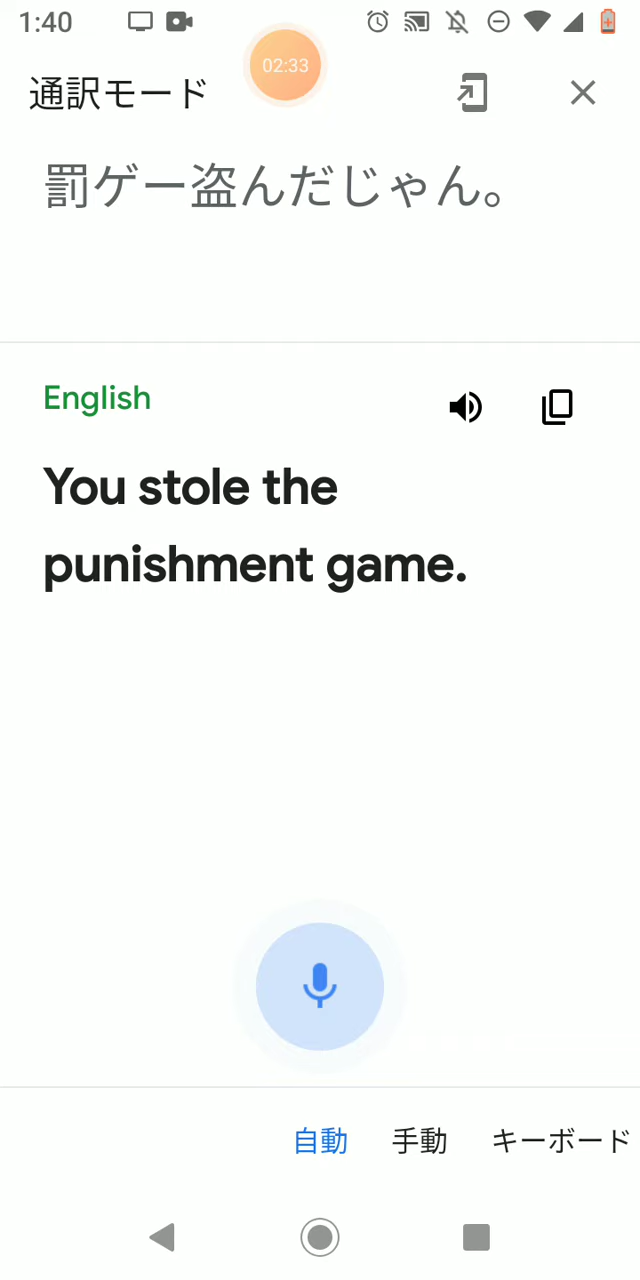 1:40
02:33
通訳モード
罰ゲー盗んだじゃん。
English
You stole the
punishment game.
自動 手動 キーボード